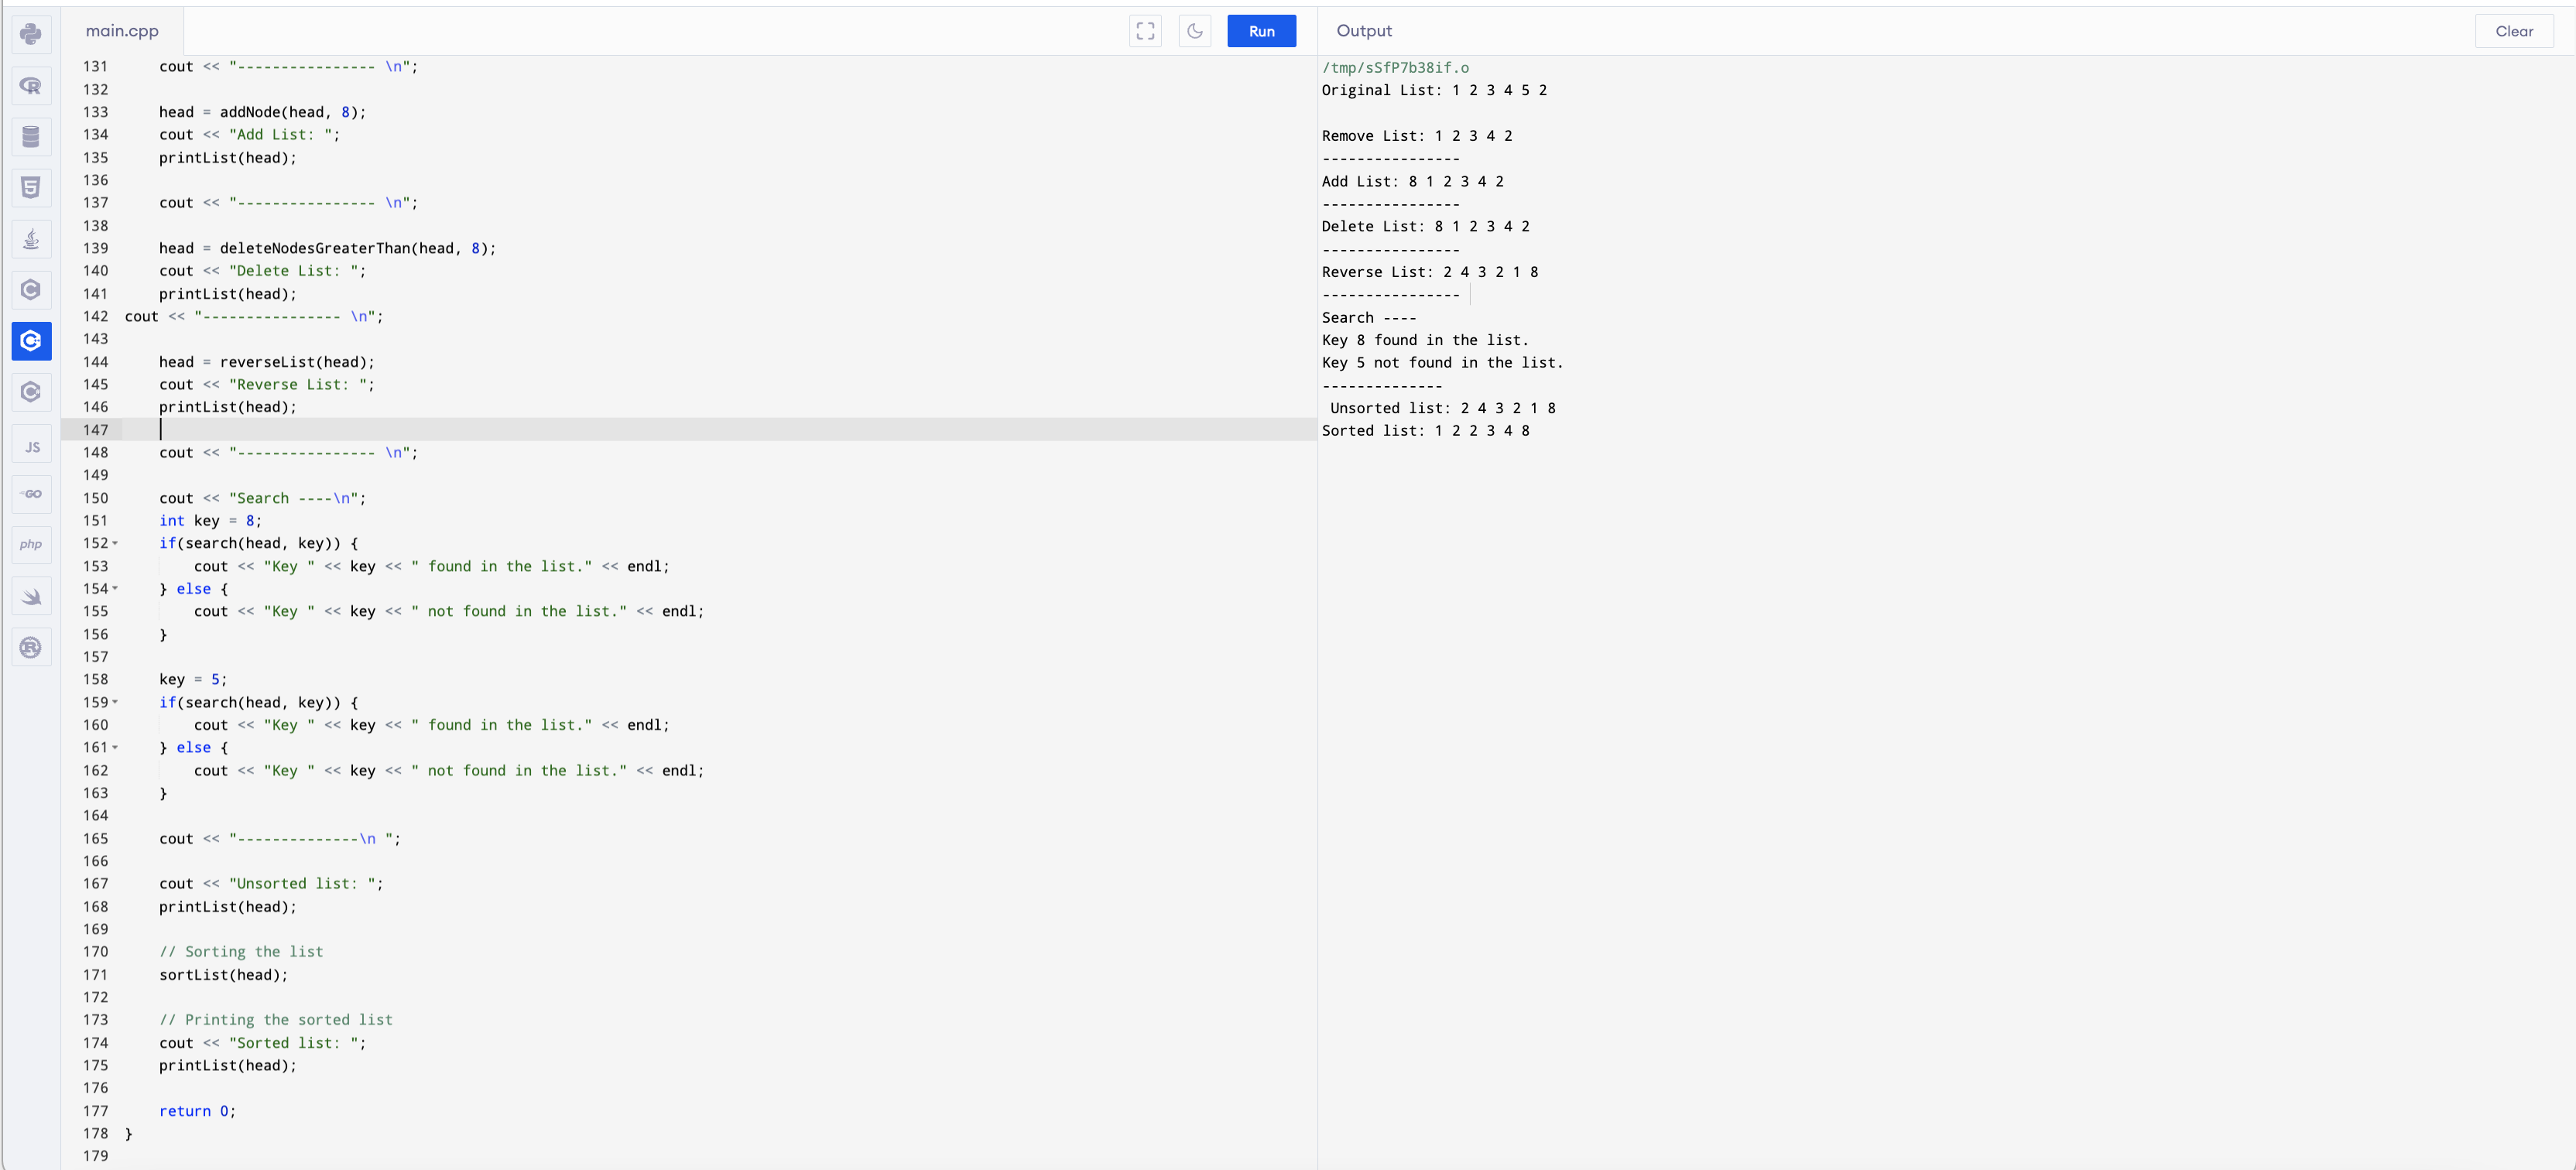 main.cpp
Run
131 cout << "---------------- \n";
132
133 head = addNode(head, 8);
134 cout << "Add List: ";
135 printList(head);
136
137 cout << "---------------- \n";
138
139 head = deleteNodesGreaterThan(head, 8);
140 cout << "Delete List: ";
141 printList(head);
142 cout << "---------------- \n";
143
144 head = reverseList(head);
145 cout << "Reverse List: ";
146 printList(head);
147
148 cout << "---------------- \n";
149
150 cout << "Search ----\n";
151 int key = 8;
152 if(search(head, key)) {
153 cout << "Key " << key << " found in the list." << endl;
154 } else {
155 cout << "Key " << key << " not found in the list." << endl;
156 }
157
158 key = 5;
159 if(search(head, key)) {
160 cout << "Key " << key << " found in the list." << endl;
161 } else {
162 cout << "Key " << key << " not found in the list." << endl;
163 }
164
165 cout << "--------------\n ";
166
167 cout << "Unsorted list: ";
168 printList(head);
169
170 // Sorting the list
171 sortList(head);
172
173 // Printing the sorted list
174 cout << "Sorted list: ";
175 printList(head);
176
177 return 0;
178 }
179
Output
Clear
/tmp/sSfP7b38if.o
Original List: 1 2 3 4 5 2
Remove List: 1 2 3 4 2
----------------
Add List: 8 1 2 3 4 2
----------------
Delete List: 8 1 2 3 4 2
----------------
Reverse List: 2 4 3 2 1 8
----------------
Search ----
Key 8 found in the list.
Key 5 not found in the list.
--------------
Unsorted list: 2 4 3 2 1 8
Sorted list: 1 2 2 3 4 8
R
5
C
C
C
JS
GO
php
R